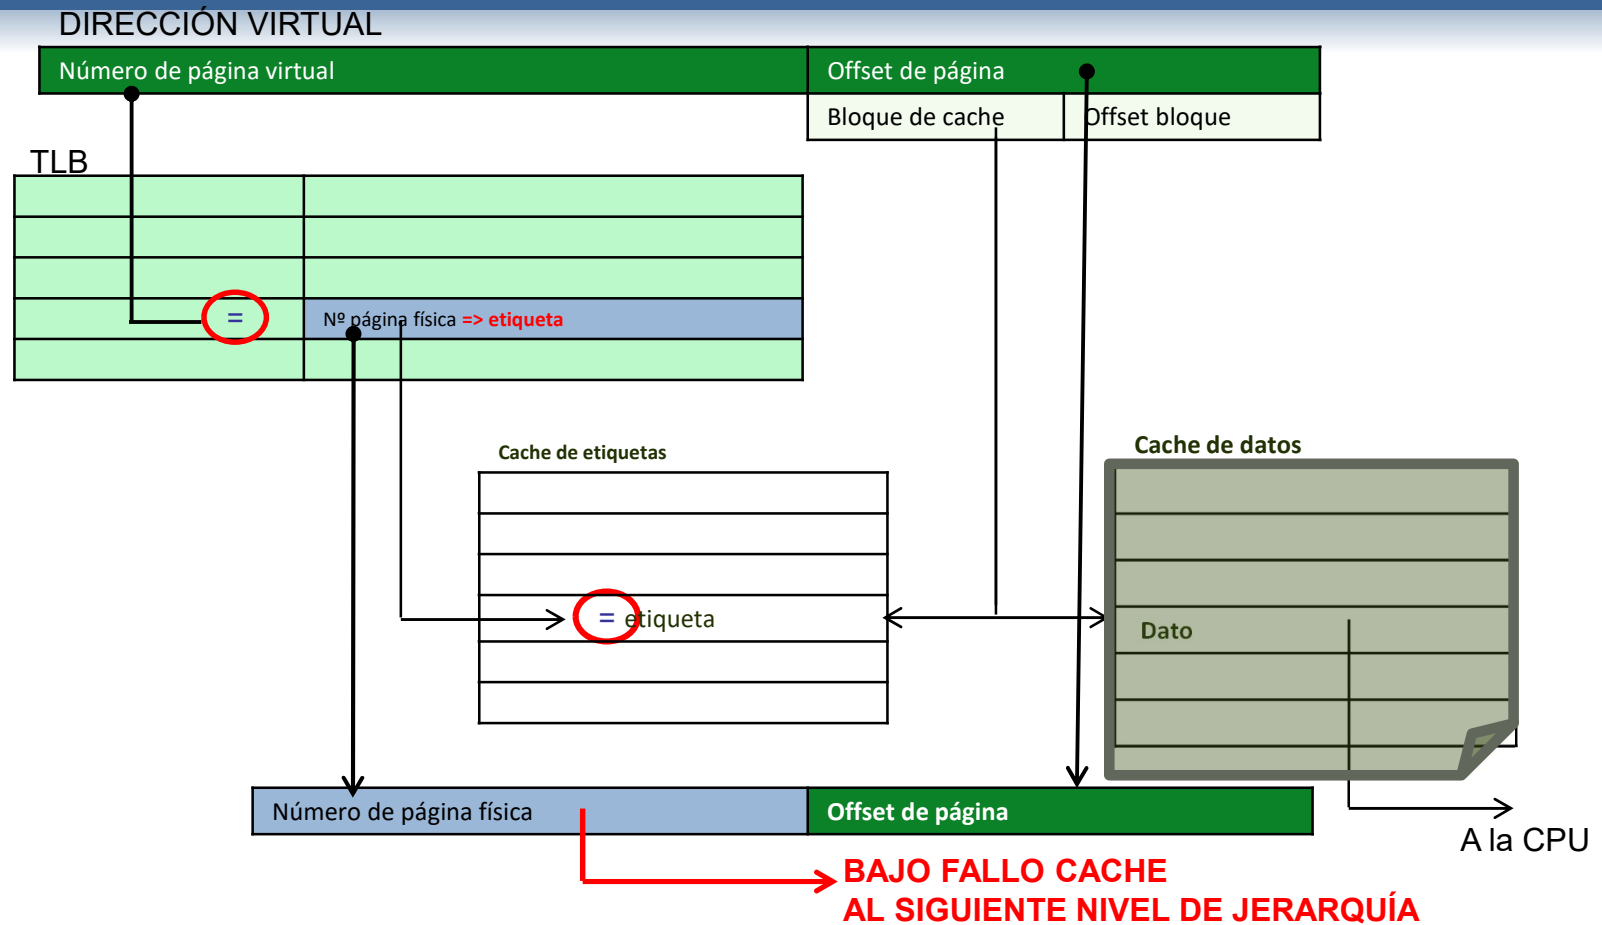 DIRECCIÓN VIRTUAL
Número de página virtual
Offset de página
Bloque de cache
Offset bloque
TLB
=
Nº página física => etiqueta
Cache de etiquetas
Cache de datos
= etiqueta
Dato
Número de página física
Offset de página
A la CPU
BAJO FALLO CACHE
AL SIGUIENTE NIVEL DE JERARQUÍA